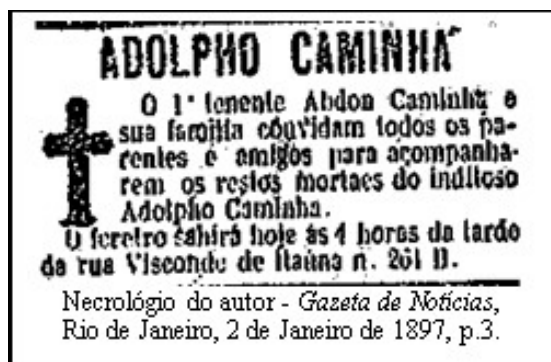 ADOLPHO CAMINHA
O 1º tenente Abdon Caminha e
sua familia convidam todos os pa-
rentes e amigos para acompanha-
rem os restos mortaes do inditoso
Adolpho Caminha.
O feretro sahirá hoje ás 4 horas da tarde
da rua Visconde de Itaúna n. 261 D.
Necrológio do autor - Gazeta de Notícias,
Rio de Janeiro, 2 de Janeiro de 1897, p.3.